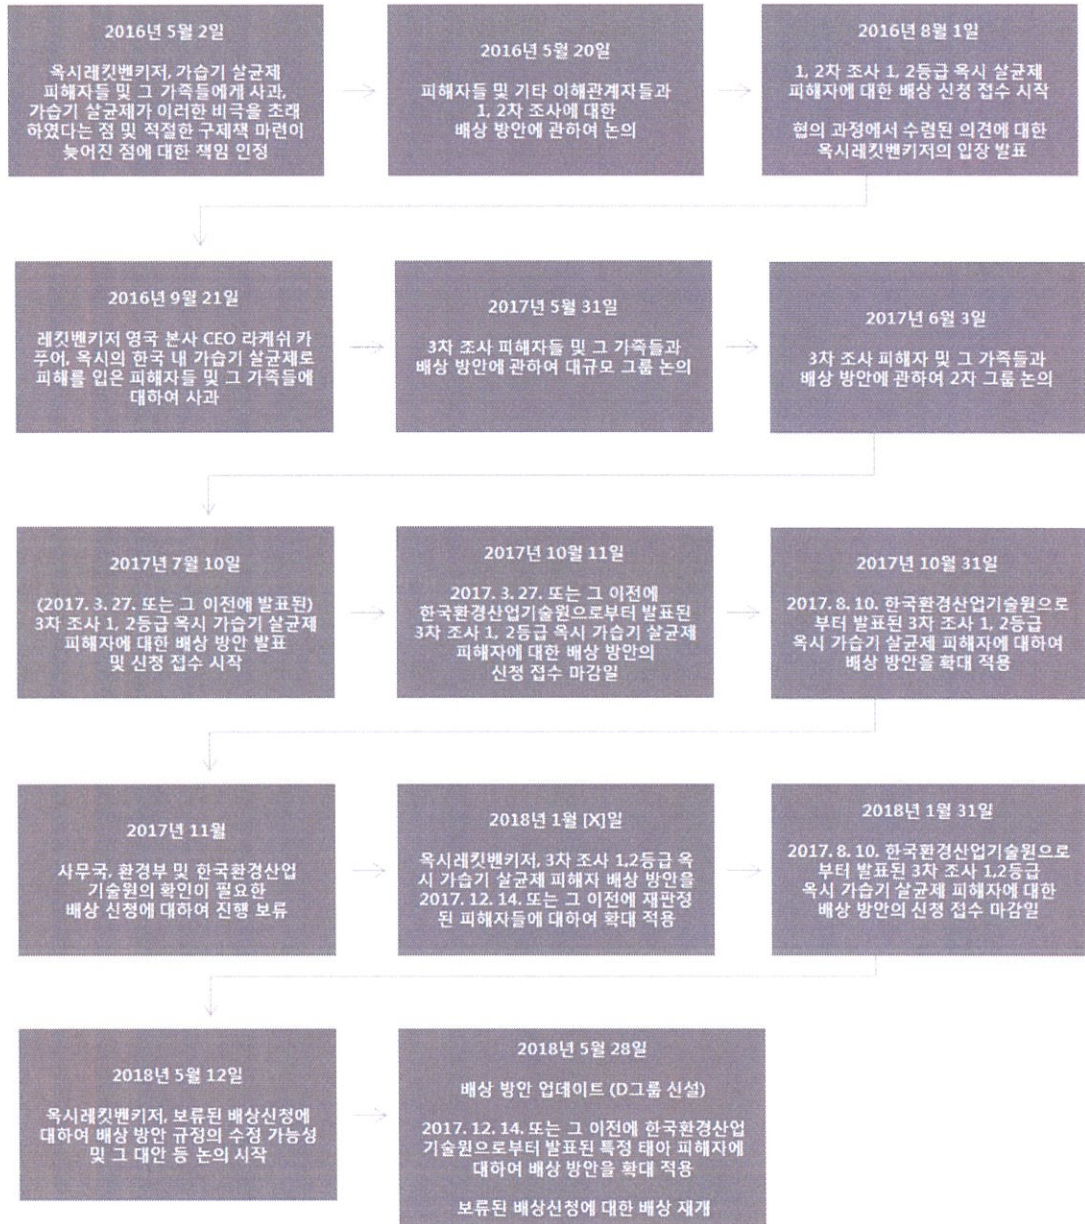 2016년 5월 2일
옥시레킷벤키저, 가습기 살균제
피해자들 및 그 가족들에게 사과,
가습기 살균제가 이러한 비극을 초래
하였다는 점 및 적절한 구제책 마련이
늦어진 점에 대한 책임 인정
2016년 5월 20일
피해자들 및 기타 이해관계자들과
1, 2차 조사에 대한
배상 방안에 관하여 논의
2016년 8월 1일
1, 2차 조사 1, 2등급 옥시 살균제
피해자에 대한 배상 신청 접수 시작
협의 과정에서 수렴된 의견에 대한
옥시레킷벤키저의 입장 발표
2016년 9월 21일
레킷벤키저 영국 본사 CEO 라케쉬 카
푸어, 옥시의 한국 내 가습기 살균제로
피해를 입은 피해자들 및 그 가족들에
대하여 사과
2017년 5월 31일
3차 조사 피해자들 및 그 가족들과
배상 방안에 관하여 대규모 그룹 논의
2017년 6월 3일
3차 조사 피해자 및 그 가족들과
배상 방안에 관하여 2차 그룹 논의
2017년 7월 10일
(2017. 3. 27. 또는 그 이전에 발표된)
3차 조사 1, 2등급 옥시 가습기 살균제
피해자에 대한 배상 방안 발표
및 신청 접수 시작
2017년 10월 11일
2017. 3. 27. 또는 그 이전에
한국환경산업기술원으로부터 발표된
3차 조사 1, 2등급 옥시 가습기 살균제
피해자에 대한 배상 방안의
신청 접수 마감일
2017년 10월 31일
2017. 8. 10. 한국환경산업기술원으로
부터 발표된 3차 조사 1, 2등급
옥시 가습기 살균제 피해자에 대하여
배상 방안을 확대 적용
2017년 11월
사무국, 환경부 및 한국환경산업
기술원의 확인이 필요한
배상 신청에 대하여 진행 보류
2018년 1월 [X]일
옥시레킷벤키저, 3차 조사 1,2등급 옥
시 가습기 살균제 피해자 배상 방안을
2017. 12. 14. 또는 그 이전에 재판정
된 피해자들에 대하여 확대 적용
2018년 1월 31일
2017. 8. 10. 한국환경산업기술원으로
부터 발표된 3차 조사 1,2등급
옥시 가습기 살균제 피해자에 대한
배상 방안의 신청 접수 마감일
2018년 5월 12일
옥시레킷벤키저, 보류된 배상신청에
대하여 배상 방안 규정의 수정 가능성
및 그 대안 등 논의 시작
2018년 5월 28일
배상 방안 업데이트 (D그룹 신설)
2017. 12. 14. 또는 그 이전에 한국환경산업
기술원으로부터 발표된 특정 태아 피해자에
대하여 배상 방안을 확대 적용
보류된 배상신청에 대한 배상 재개